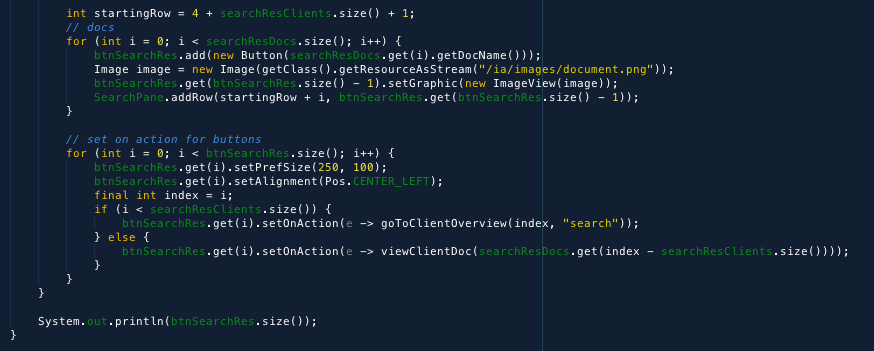 int startingRow = 4 + searchResClients.size() + 1;
// docs
for (int i = 0; i < searchResDocs.size(); i++) {
btnSearchRes.add(new Button(searchResDocs.get(i).getDocName()));
Image image = new Image(getClass().getResourceAsStream("/ia/images/document.png"));
btnSearchRes.get(btnSearchRes.size() - 1).setGraphic(new ImageView(image));
SearchPane.addRow(startingRow + i, btnSearchRes.get(btnSearchRes.size() - 1));
}
// set on action for buttons
for (int i = 0; i < btnSearchRes.size(); i++) {
btnSearchRes.get(i).setPrefSize(250, 100);
btnSearchRes.get(i).setAlignment(Pos.CENTER_LEFT);
final int index = i;
if (i < searchResClients.size()) {
btnSearchRes.get(i).setOnAction(e -> goToClientOverview(index, "search"));
} else {
btnSearchRes.get(i).setOnAction(e -> viewClientDoc(searchResDocs.get(index - searchResClients.size())));
}
}
}
System.out.println(btnSearchRes.size());
}